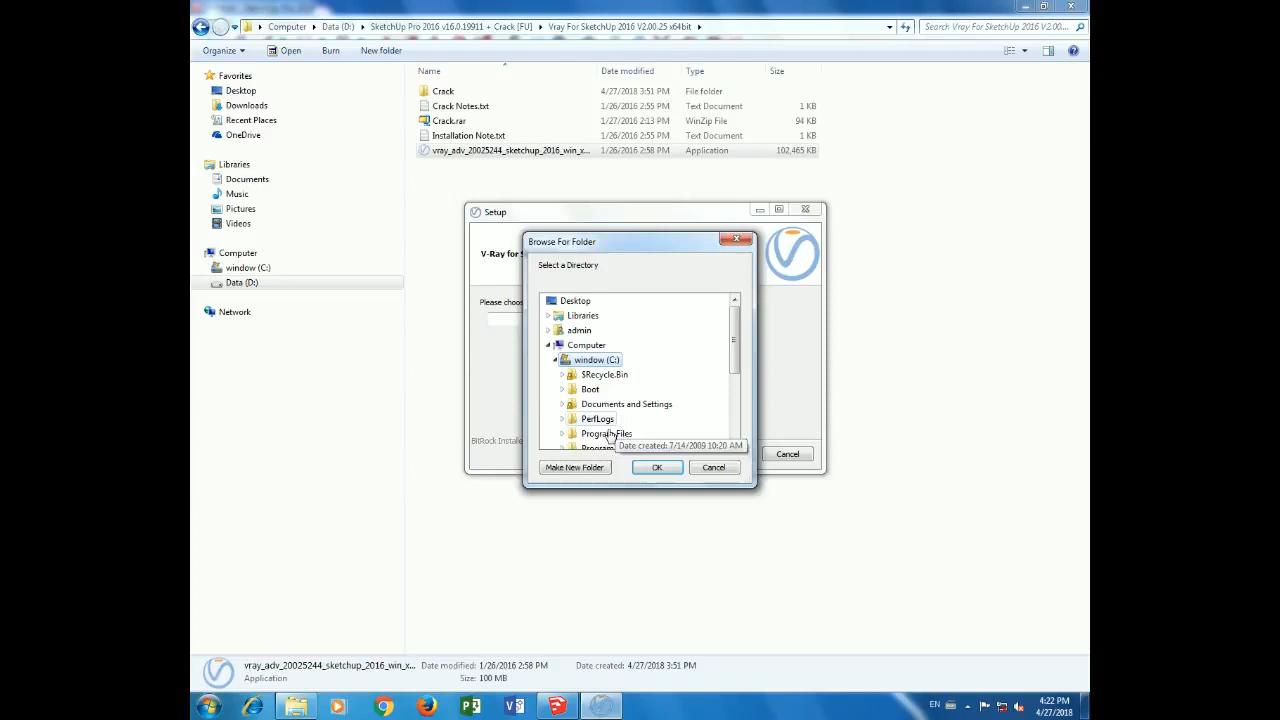 Computer ▸ Data (D:) ▸ SketchUp Pro 2016 v16.0.19911 + Crack [FU] ▸ Vray For SketchUp 2016 V2.00.25 x64bit ▸
Search Vray For SketchUp 2016 V2.00...
Organize
Open
Burn
New folder
Name
Date modified
Type
Size
Crack
4/27/2018 3:51 PM
File folder
Crack Notes.txt
1/26/2016 2:55 PM
Text Document
1 KB
Crack.rar
1/27/2016 2:13 PM
WinZip File
94 KB
Installation Note.txt
1/26/2016 2:55 PM
Text Document
1 KB
vray_adv_20025244_sketchup_2016_win_x...
1/26/2016 2:58 PM
Application
102,465 KB
Favorites
Desktop
Downloads
Recent Places
OneDrive
Libraries
Documents
Music
Pictures
Videos
Computer
window (C:)
Data (D:)
Network
Setup
V-Ray for S
Please choos
BitRock Installe
Cancel
Browse For Folder
Select a Directory
Desktop
Libraries
admin
Computer
window (C:)
$Recycle.Bin
Boot
Documents and Settings
PerfLogs
Program Files
Date created: 7/14/2009 10:20 AM
Make New Folder
OK
Cancel
vray_adv_20025244_sketchup_2016_win_x...
Date modified: 1/26/2016 2:58 PM
Date created: 4/27/2018 3:51 PM
Application
Size: 100 MB
EN
4:22 PM
4/27/2018